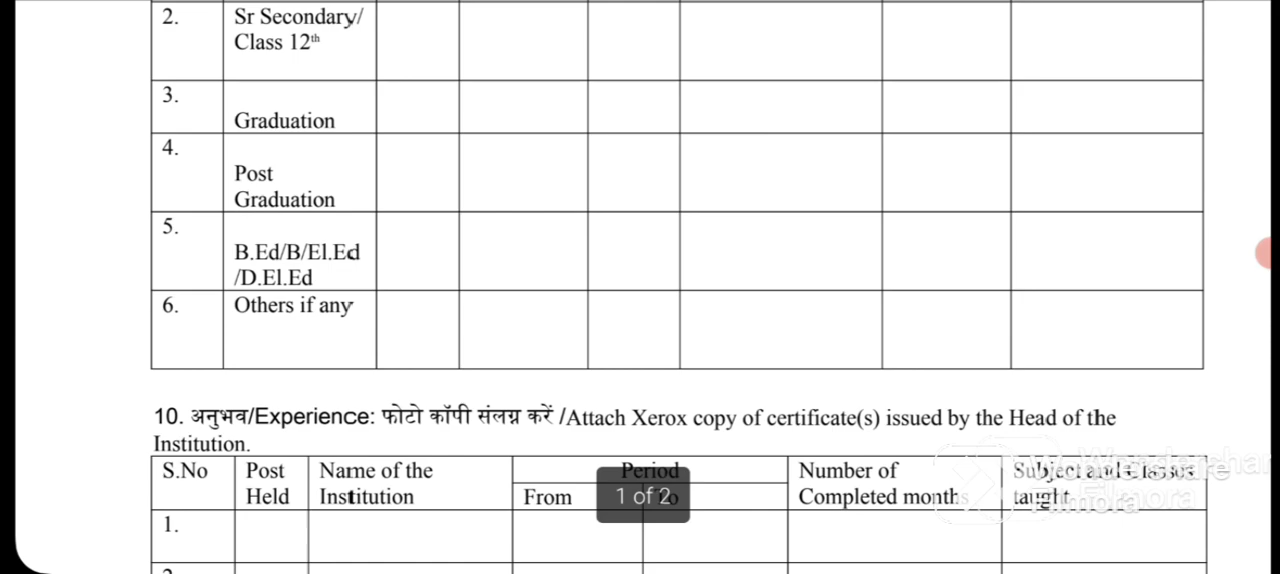 2. Sr Secondary/
Class 12th
3.
Graduation
4.
Post
Graduation
5.
B.Ed/B/El.Ed
/D.El.Ed
6. Others if any
10. अनुभव/Experience: फोटो कॉपी संलग्न करें /Attach Xerox copy of certificate(s) issued by the Head of the
Institution.
S.No Post Name of the Period Number of Subject and Classes
Held Institution From To Completed months taught
1 of 2
1.
Wondershare
Filmora